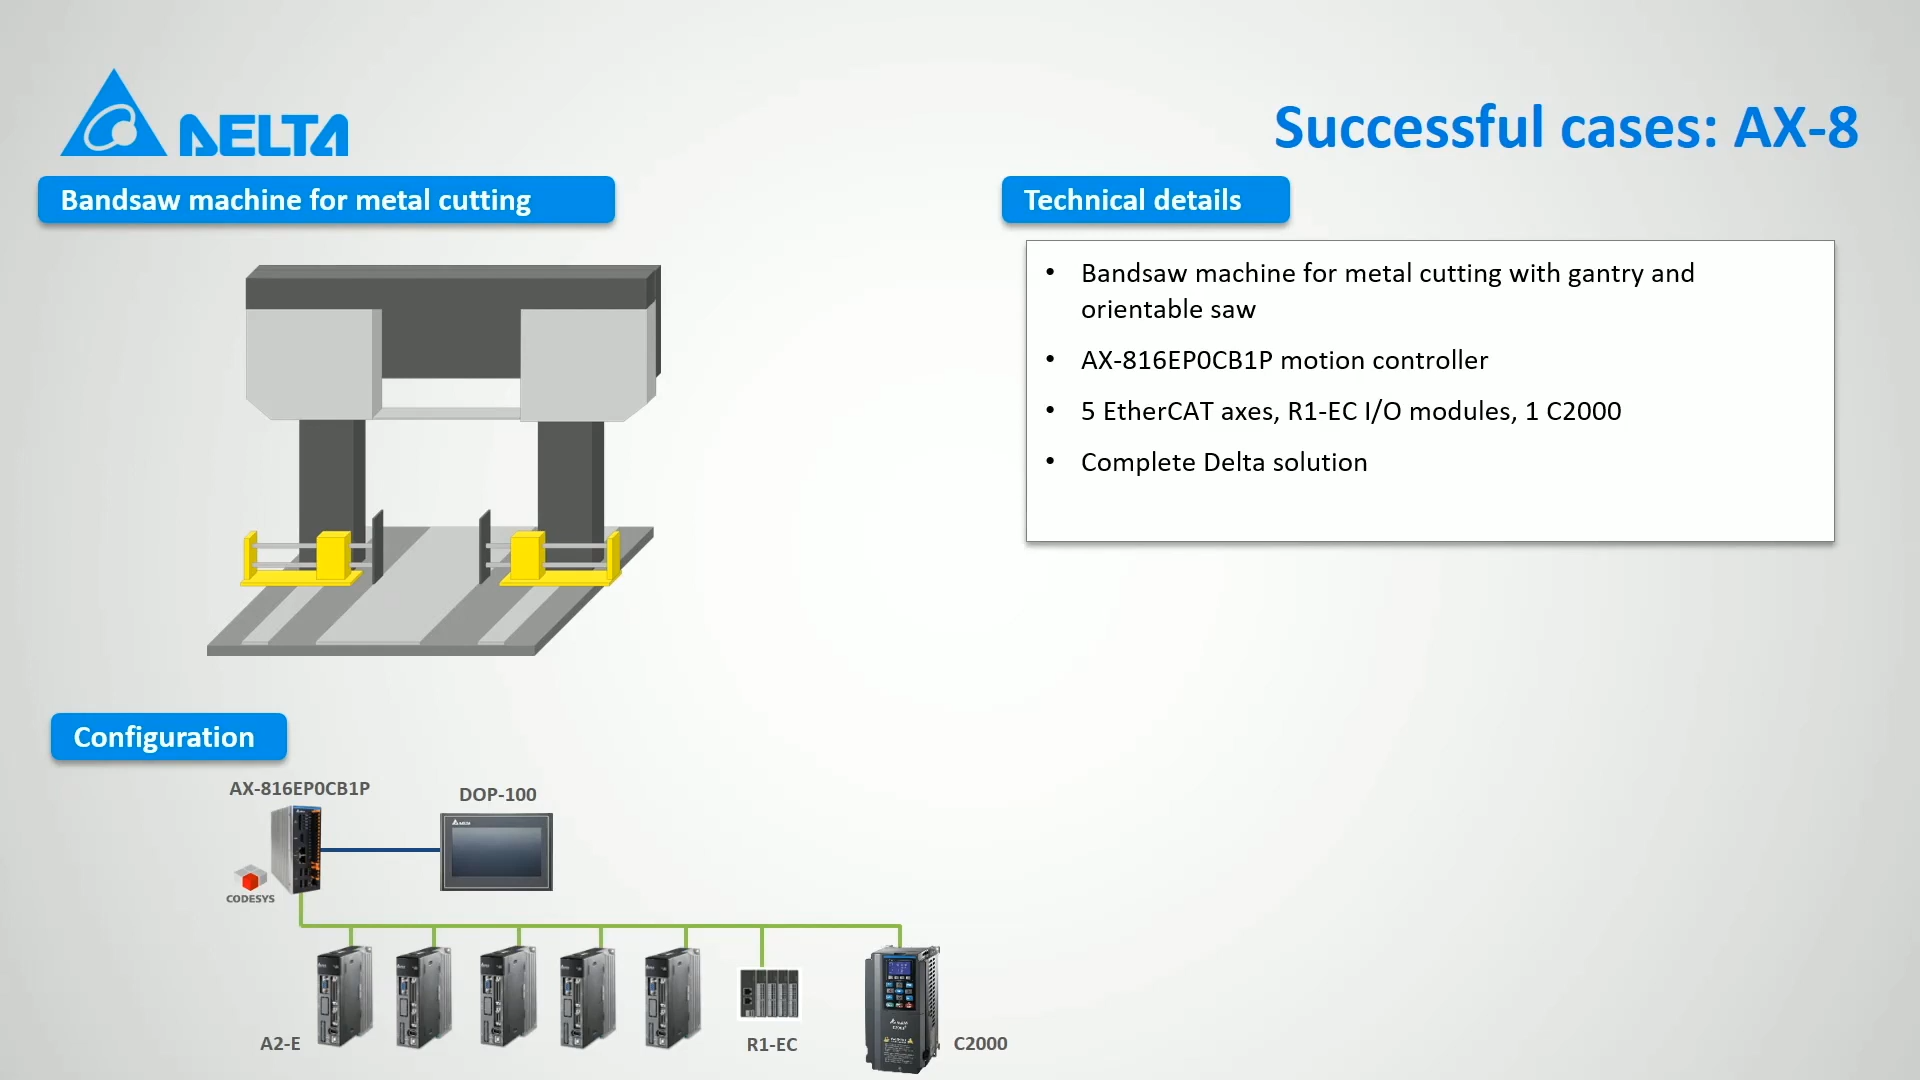 DELTA
Successful cases: AX-8
Bandsaw machine for metal cutting
Technical details
• Bandsaw machine for metal cutting with gantry and
orientable saw
• AX-816EP0CB1P motion controller
• 5 EtherCAT axes, R1-EC I/O modules, 1 C2000
• Complete Delta solution
Configuration
AX-816EP0CB1P
DOP-100
CODESYS
A2-E
R1-EC
C2000